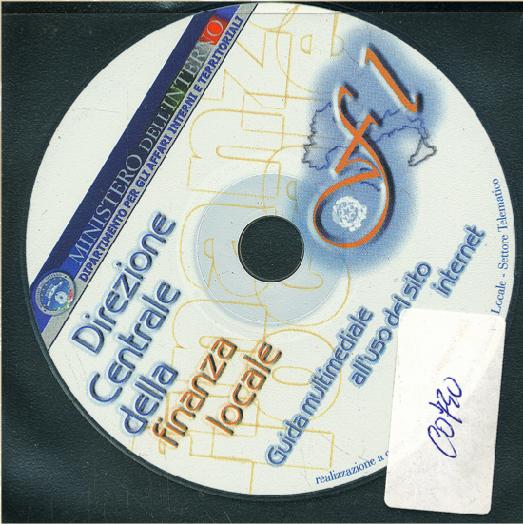 MINISTERO DELL'INTERNO
DIPARTIMENTO PER GLI AFFARI INTERNI E TERRITORIALI
Direzione
Centrale
della
finanza
locale
Fl
Guida multimediale
all'uso del sito
internet
realizzazione a
Locale - Settore Telematico